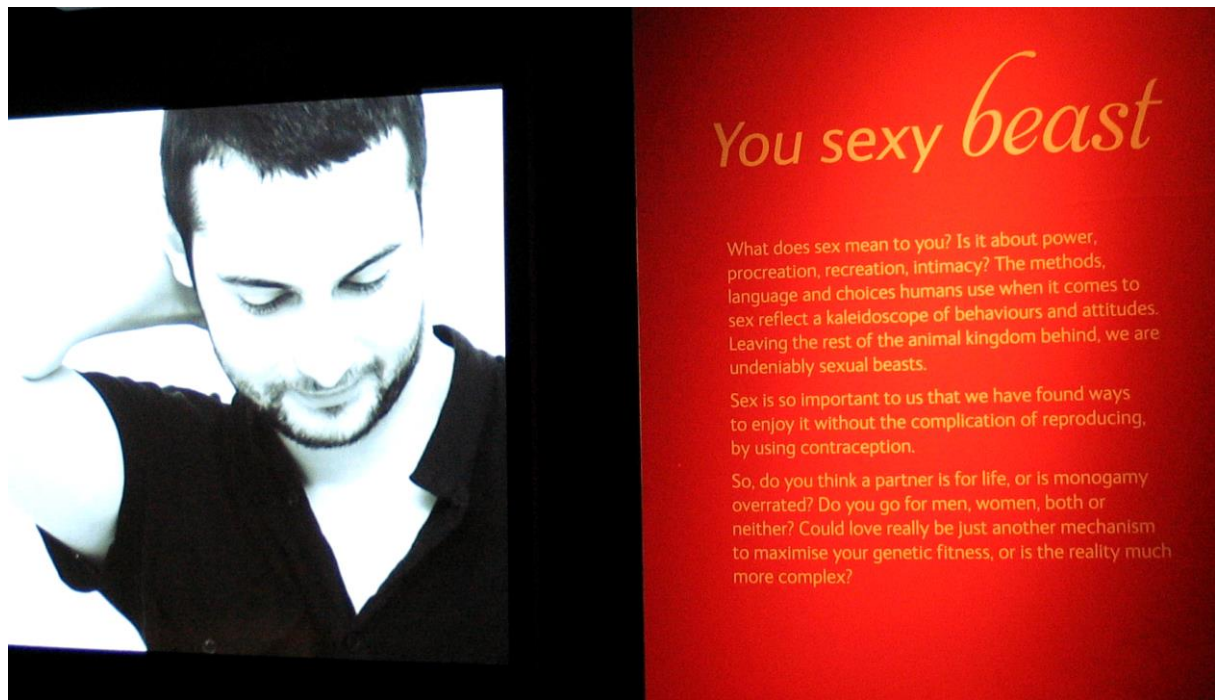 You sexy beast
What does sex mean to you? Is it about power,
procreation, recreation, intimacy? The methods,
language and choices humans use when it comes to
sex reflect a kaleidoscope of behaviours and attitudes.
Leaving the rest of the animal kingdom behind, we are
undeniably sexual beasts.
Sex is so important to us that we have found ways
to enjoy it without the complication of reproducing,
by using contraception.
So, do you think a partner is for life, or is monogamy
overrated? Do you go for men, women, both or
neither? Could love really be just another mechanism
to maximise your genetic fitness, or is the reality much
more complex?